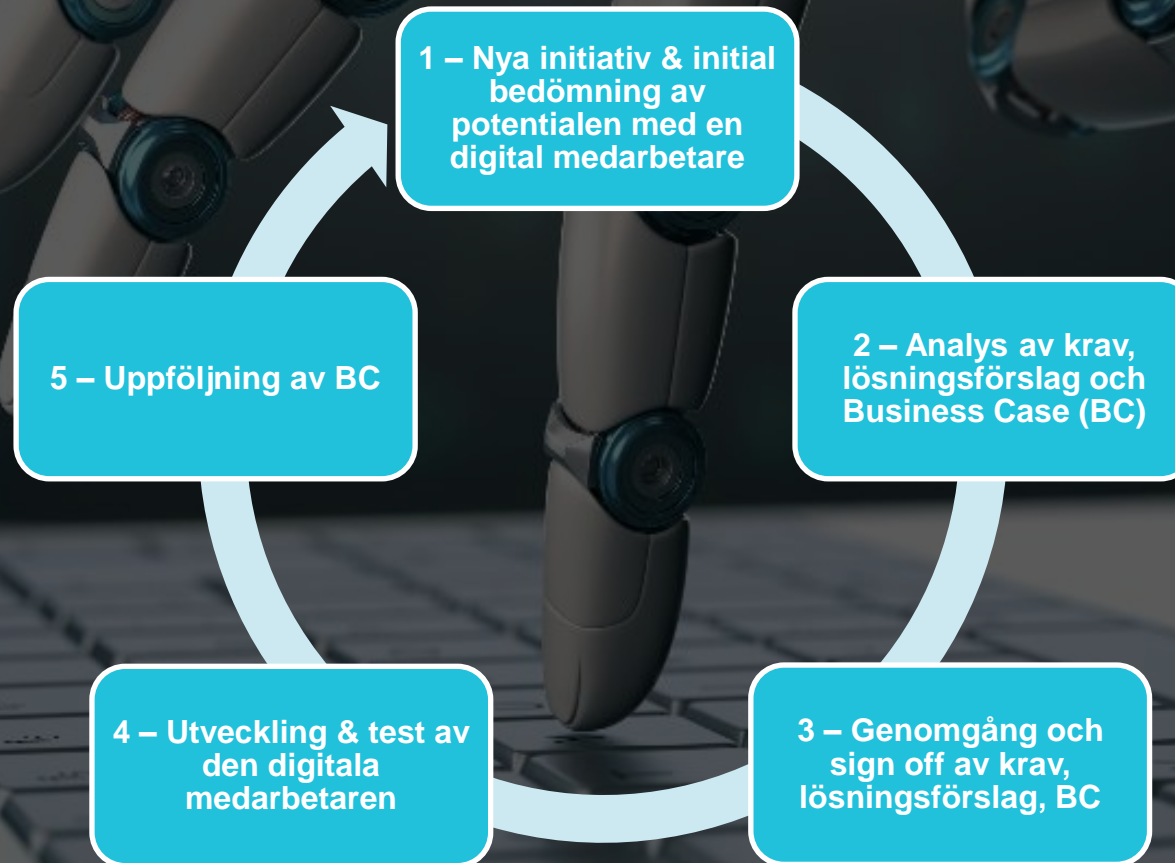 1 – Nya initiativ & initial
bedömning av
potentialen med en
digital medarbetare
2 – Analys av krav,
lösningsförslag och
Business Case (BC)
3 – Genomgång och
sign off av krav,
lösningsförslag, BC
4 – Utveckling & test av
den digitala
medarbetaren
5 – Uppföljning av BC